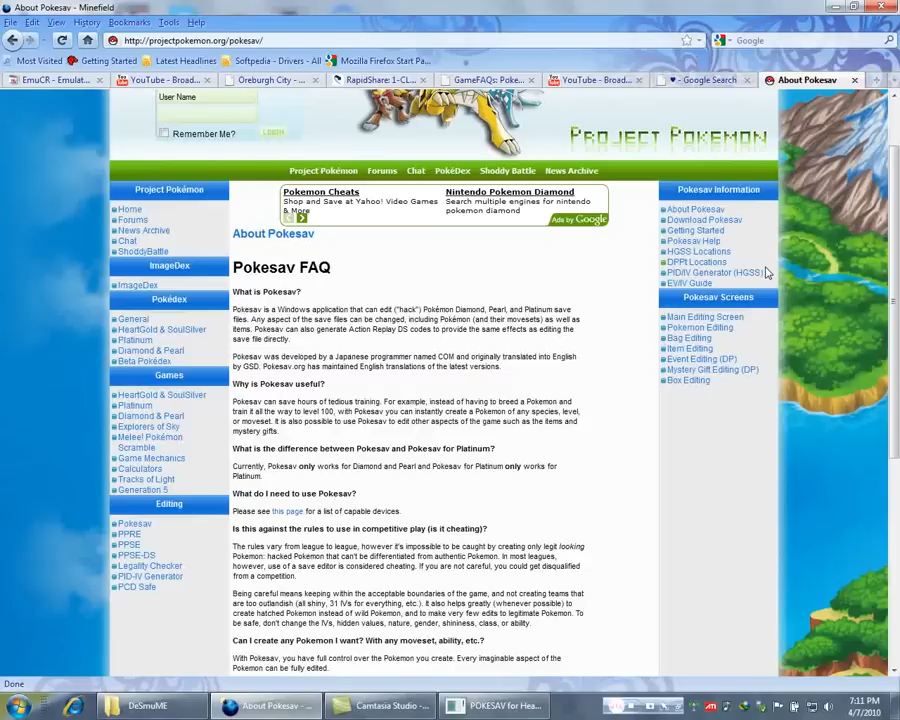 About Pokesav - Minefield
File Edit View History Bookmarks Tools Help
http://projectpokemon.org/pokesav/
Google
Most Visited Getting Started Latest Headlines Softpedia - Drivers - All Mozilla Firefox Start Pa...
EmuCR - Emulat... YouTube - Broad... Oreburgh City - ... RapidShare: 1-CL... GameFAQs: Poke... YouTube - Broad... ♥ - Google Search About Pokesav
User Name
Remember Me? LOGIN
PROJECT POKEMON
Project Pokémon Forums Chat PokéDex Shoddy Battle News Archive
Project Pokémon
Home
Forums
News Archive
Chat
ShoddyBattle
ImageDex
ImageDex
Pokédex
General
HeartGold & SoulSilver
Platinum
Diamond & Pearl
Beta Pokédex
Games
HeartGold & SoulSilver
Platinum
Diamond & Pearl
Explorers of Sky
Melee! Pokémon
Scramble
Game Mechanics
Calculators
Tracks of Light
Generation 5
Editing
Pokesav
PPRE
PPSE
PPSE-DS
Legality Checker
PID-IV Generator
PCD Safe
Pokemon Cheats
Shop and Save at Yahoo! Video Games
& More
Nintendo Pokemon Diamond
Search multiple engines for nintendo
pokemon diamond
Ads by Google
About Pokesav
Pokesav FAQ
What is Pokesav?
Pokesav is a Windows application that can edit ("hack") Pokémon Diamond, Pearl, and Platinum save
files. Any aspect of the save files can be changed, including Pokémon (and their movesets) as well as
items. Pokesav can also generate Action Replay DS codes to provide the same effects as editing the
save file directly.
Pokesav was developed by a Japanese programmer named COM and originally translated into English
by GSD. Pokesav.org has maintained English translations of the latest versions.
Why is Pokesav useful?
Pokesav can save hours of tedious training. For example, instead of having to breed a Pokemon and
train it all the way to level 100, with Pokesav you can instantly create a Pokemon of any species, level,
or moveset. It is also possible to use Pokesav to edit other aspects of the game such as the items and
mystery gifts.
What is the difference between Pokesav and Pokesav for Platinum?
Currently, Pokesav only works for Diamond and Pearl and Pokesav for Platinum only works for
Platinum.
What do I need to use Pokesav?
Please see this page for a list of capable devices.
Is this against the rules to use in competitive play (is it cheating)?
The rules vary from league to league, however it's impossible to be caught by creating only legit looking
Pokemon: hacked Pokemon that can't be differentiated from authentic Pokemon. In most leagues,
however, use of a save editor is considered cheating. If you are not careful, you could get disqualified
from a competition.
Being careful means keeping within the acceptable boundaries of the game, and not creating teams that
are too outlandish (all shiny, 31 IVs for everything, etc.). It also helps greatly (whenever possible) to
create hatched Pokemon instead of wild Pokemon, and to make very few edits to legitimate Pokemon. To
be safe, don't change the IVs, hidden values, nature, gender, shininess, class, or ability.
Can I create any Pokemon I want? With any moveset, ability, etc.?
With Pokesav, you have full control over the Pokemon you create. Every imaginable aspect of the
Pokemon can be fully edited.
Pokesav Information
About Pokesav
Download Pokesav
Getting Started
Pokesav Help
HGSS Locations
DPPt Locations
PID/IV Generator (HGSS)
EV/IV Guide
Pokesav Screens
Main Editing Screen
Pokemon Editing
Bag Editing
Item Editing
Event Editing (DP)
Mystery Gift Editing (DP)
Box Editing
Done
DeSmuME About Pokesav - ... Camtasia Studio - ... POKESAV for Hea...
7:11 PM
4/7/2010